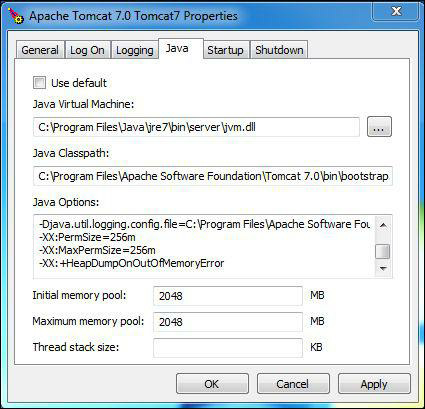 Apache Tomcat 7.0 Tomcat7 Properties
General Log On Logging Java Startup Shutdown
Use default
Java Virtual Machine:
C:\Program Files\Java\jre7\bin\server\jvm.dll
...
Java Classpath:
C:\Program Files\Apache Software Foundation\Tomcat 7.0\bin\bootstrap
Java Options:
-Djava.util.logging.config.file=C:\Program Files\Apache Software Fou
-XX:PermSize=256m
-XX:MaxPermSize=256m
-XX:+HeapDumpOnOutOfMemoryError
Initial memory pool: 2048 MB
Maximum memory pool: 2048 MB
Thread stack size: KB
OK Cancel Apply